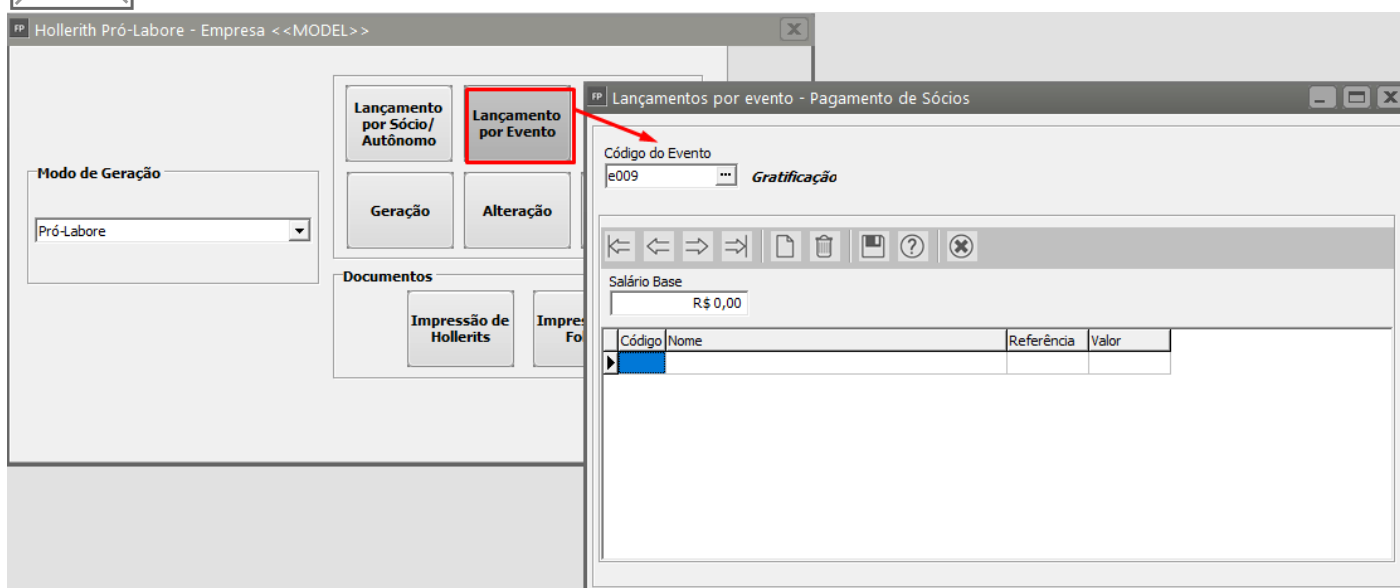 FP Hollerith Pró-Labore - Empresa <<MODEL>>
Modo de Geração
Pró-Labore
Lançamento
por Sócio/
Autônomo
Lançamento
por Evento
Geração
Alteração
Documentos
Impressão de
Hollerits
FP Lançamentos por evento - Pagamento de Sócios
Código do Evento
e009 ... Gratificação
Salário Base
R$ 0,00
Código Nome Referência Valor